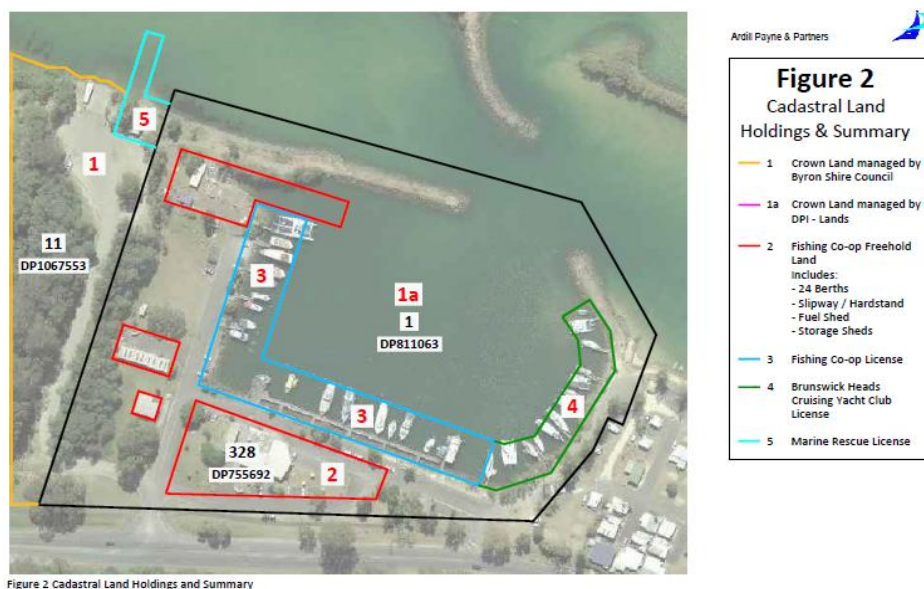 Ardill Payne & Partners
Figure 2
Cadastral Land
Holdings & Summary
1 Crown Land managed by
Byron Shire Council
1a Crown Land managed by
DPI - Lands
2 Fishing Co-op Freehold
Land
Includes:
- 24 Berths
- Slipway / Hardstand
- Fuel Shed
- Storage Sheds
3 Fishing Co-op License
4 Brunswick Heads
Cruising Yacht Club
License
5 Marine Rescue License
5
1
11
DP1067553
3
1a
1
DP811063
3
4
328
DP755692
2
Figure 2 Cadastral Land Holdings and Summary